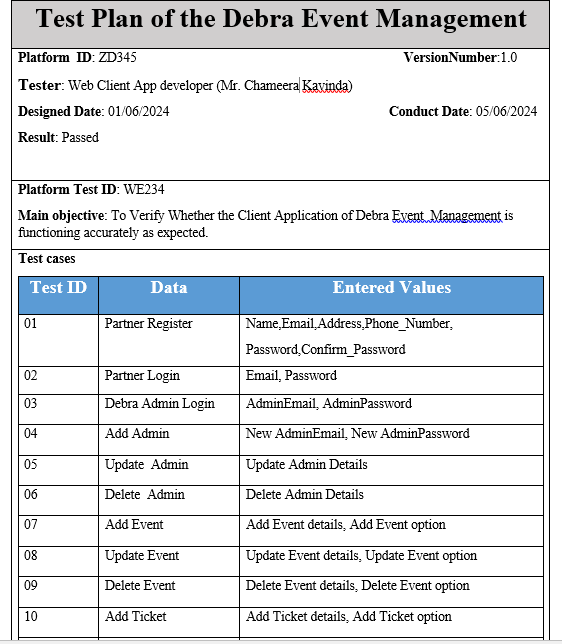 Test Plan of the Debra Event Management
Platform  ID: ZD345 VersionNumber:1.0
Tester: Web Client App developer (Mr. Chameera Kavinda)
Designed Date: 01/06/2024 Conduct Date: 05/06/2024
Result: Passed
Platform Test ID: WE234
Main objective: To Verify Whether the Client Application of Debra Event  Management is
functioning accurately as expected.
Test cases
Test ID Data Entered Values
01 Partner Register Name,Email,Address,Phone_Number,
Password,Confirm_Password
02 Partner Login Email, Password
03 Debra Admin Login AdminEmail, AdminPassword
04 Add Admin New AdminEmail, New AdminPassword
05 Update  Admin Update Admin Details
06 Delete  Admin Delete Admin Details
07 Add Event Add Event details, Add Event option
08 Update Event Update Event details, Update Event option
09 Delete Event Delete Event details, Delete Event option
10 Add Ticket Add Ticket details, Add Ticket option